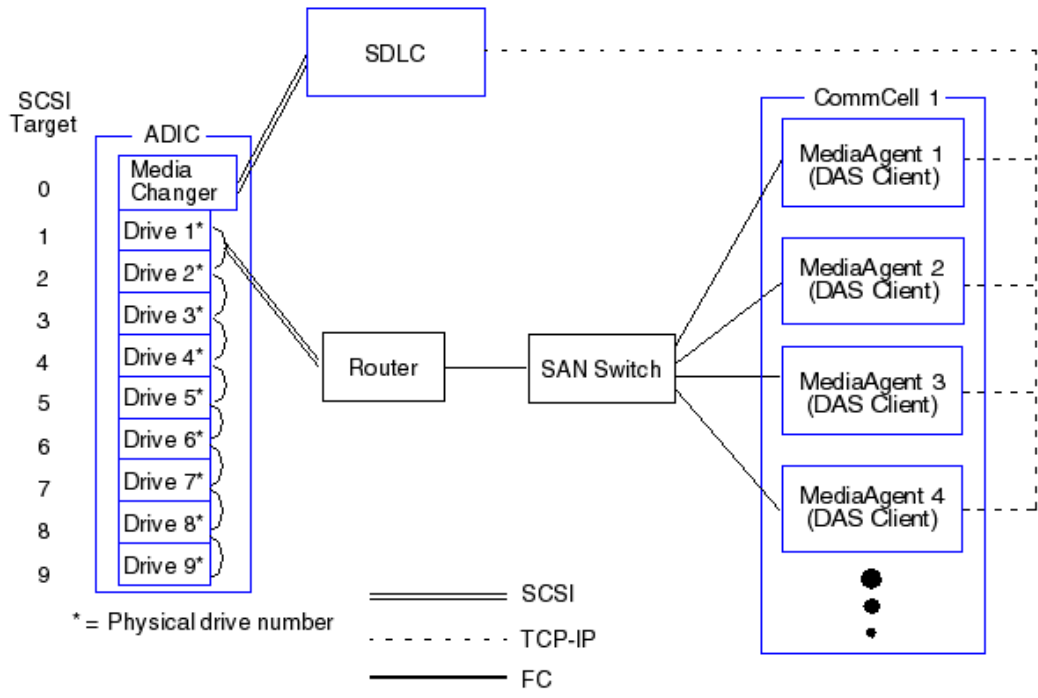 SDLC
SCSI
Target
ADIC
CommCell 1
Media
Changer
0
MediaAgent 1
(DAS Client)
Drive 1*
1
Drive 2*
2
MediaAgent 2
(DAS Client)
Drive 3*
3
Drive 4*
4
Router
SAN Switch
MediaAgent 3
(DAS Client)
Drive 5*
5
Drive 6*
6
Drive 7*
7
MediaAgent 4
(DAS Client)
Drive 8*
8
Drive 9*
9
* = Physical drive number
SCSI
TCP-IP
FC